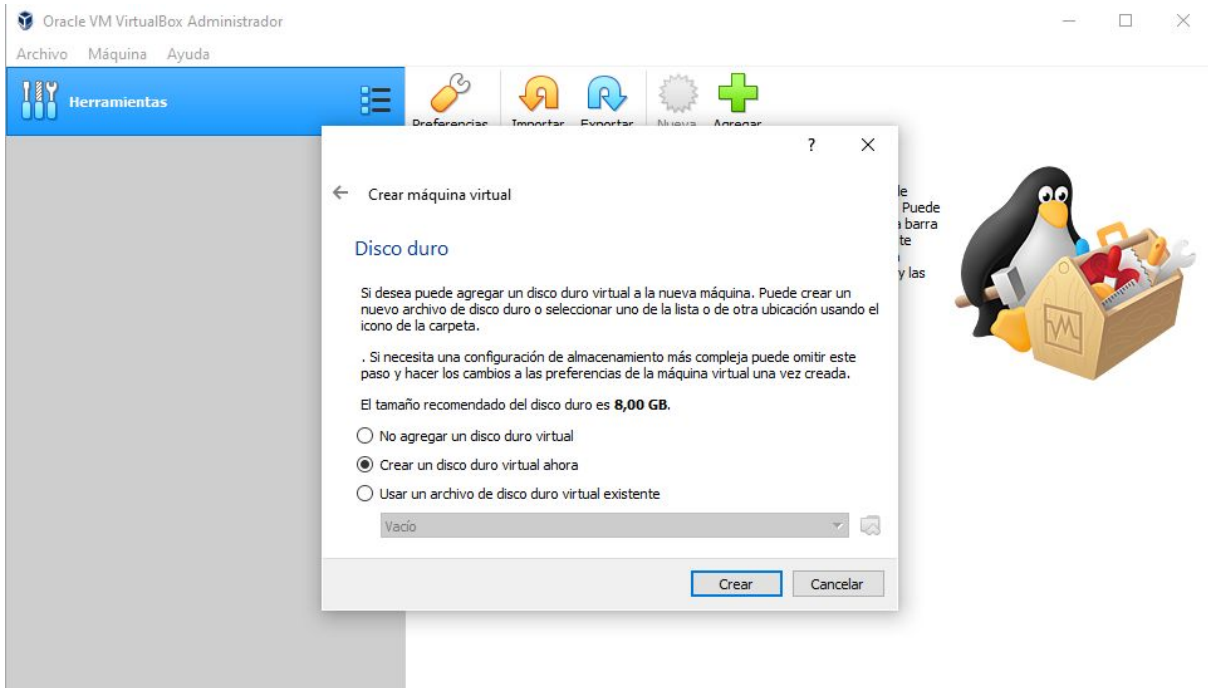 Oracle VM VirtualBox Administrador
Archivo Máquina Ayuda
Herramientas
Preferencias Importar Exportar Nueva Agregar
?
Crear máquina virtual
le
Puede
a barra
te
y las
Disco duro
Si desea puede agregar un disco duro virtual a la nueva máquina. Puede crear un
nuevo archivo de disco duro o seleccionar uno de la lista o de otra ubicación usando el
icono de la carpeta.
. Si necesita una configuración de almacenamiento más compleja puede omitir este
paso y hacer los cambios a las preferencias de la máquina virtual una vez creada.
El tamaño recomendado del disco duro es 8,00 GB.
No agregar un disco duro virtual
Crear un disco duro virtual ahora
Usar un archivo de disco duro virtual existente
Vacío
Crear Cancelar